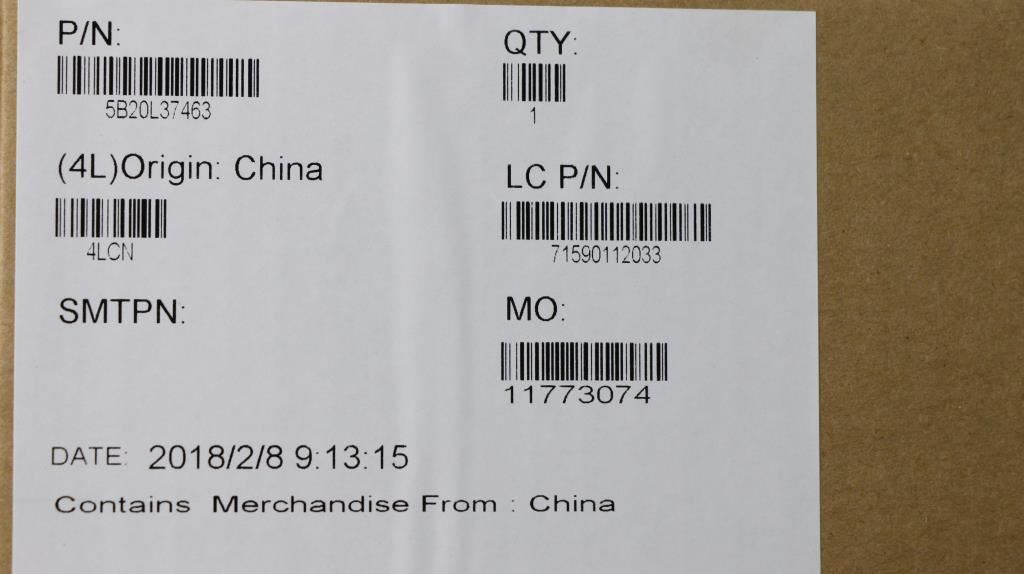 P/N:
5B20L37463
QTY:
1
(4L)Origin: China
4LCN
LC P/N:
71590112033
SMTPN:
MO:
11773074
DATE: 2018/2/8 9:13:15
Contains Merchandise From : China